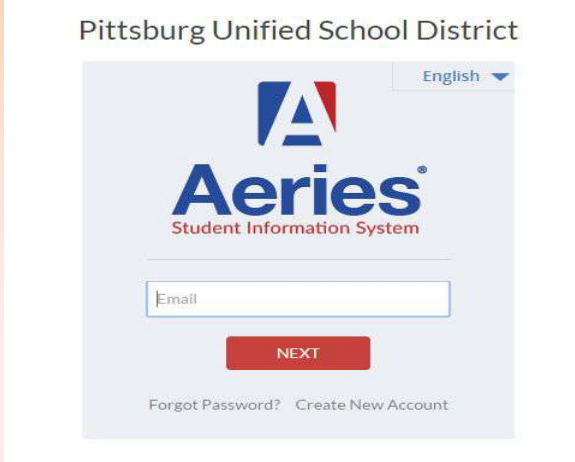 Pittsburg Unified School District
English
A
Aeries®
Student Information System
Email
NEXT
Forgot Password? Create New Account